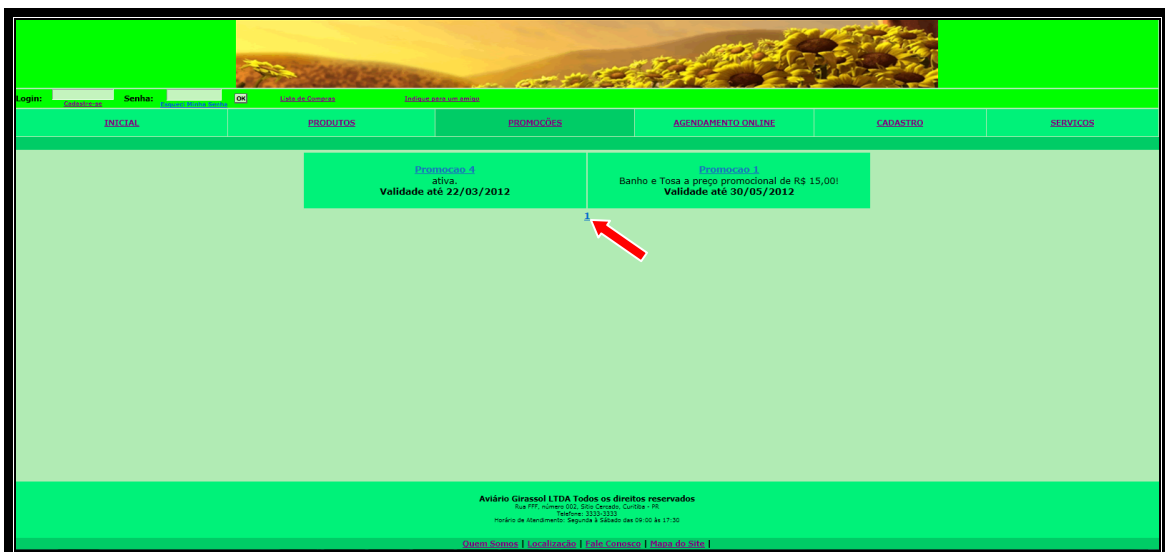 Login: Senha: OK Lista de Compras Indique para um amigo
Cadastre-se Esqueci Minha Senha
INICIAL PRODUTOS PROMOÇÕES AGENDAMENTO ONLINE CADASTRO SERVIÇOS
Promocao 4
ativa.
Validade até 22/03/2012
Promocao 1
Banho e Tosa a preço promocional de R$ 15,00!
Validade até 30/05/2012
1
Aviário Girassol LTDA Todos os direitos reservados
Rua FFF, número 002, Sítio Cercado, Curitiba - PR
Telefone: 3333-3333
Horário de Atendimento: Segunda à Sábado das 09:00 às 17:30
Quem Somos | Localização | Fale Conosco | Mapa do Site |